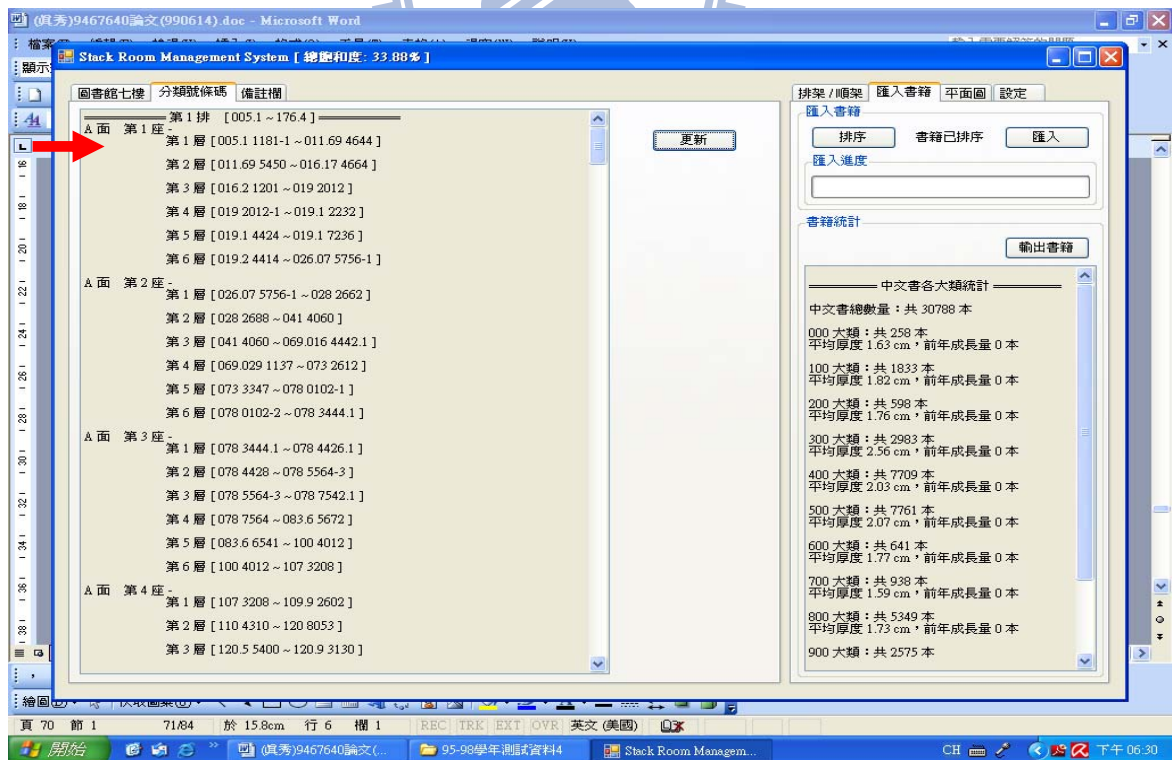 (真秀)9467640論文(990614).doc - Microsoft Word
檔案
顯示
Stack Room Management System [ 總飽和度: 33.88% ]
圖書館七樓 分類號條碼 備註欄
第 1 排 [005.1 ~ 176.4 ]
A 面 第 1 座 -
第 1 層 [ 005.1 1181-1 ~ 011.69 4644 ]
第 2 層 [ 011.69 5450 ~ 016.17 4664 ]
第 3 層 [ 016.2 1201 ~ 019 2012 ]
第 4 層 [ 019 2012-1 ~ 019.1 2232 ]
第 5 層 [ 019.1 4424 ~ 019.1 7236 ]
第 6 層 [ 019.2 4414 ~ 026.07 5756-1 ]
A 面 第 2 座 -
第 1 層 [ 026.07 5756-1 ~ 028 2662 ]
第 2 層 [ 028 2688 ~ 041 4060 ]
第 3 層 [ 041 4060 ~ 069.016 4442.1 ]
第 4 層 [ 069.029 1137 ~ 073 2612 ]
第 5 層 [ 073 3347 ~ 078 0102-1 ]
第 6 層 [ 078 0102-2 ~ 078 3444.1 ]
A 面 第 3 座 -
第 1 層 [ 078 3444.1 ~ 078 4426.1 ]
第 2 層 [ 078 4428 ~ 078 5564-3 ]
第 3 層 [ 078 5564-3 ~ 078 7542.1 ]
第 4 層 [ 078 7564 ~ 083.6 5672 ]
第 5 層 [ 083.6 6541 ~ 100 4012 ]
第 6 層 [ 100 4012 ~ 107 3208 ]
A 面 第 4 座 -
第 1 層 [ 107 3208 ~ 109.9 2602 ]
第 2 層 [ 110 4310 ~ 120 8053 ]
第 3 層 [ 120.5 5400 ~ 120.9 3130 ]
更新
排架 / 順架 匯入書籍 平面圖 設定
匯入書籍
排序 書籍已排序 匯入
匯入進度
書籍統計
輸出書籍
中文書各大類統計
中文書總數量：共 30788 本
000 大類：共 258 本
平均厚度 1.63 cm，前年成長量 0 本
100 大類：共 1833 本
平均厚度 1.82 cm，前年成長量 0 本
200 大類：共 598 本
平均厚度 1.76 cm，前年成長量 0 本
300 大類：共 2983 本
平均厚度 2.56 cm，前年成長量 0 本
400 大類：共 7709 本
平均厚度 2.03 cm，前年成長量 0 本
500 大類：共 7761 本
平均厚度 2.07 cm，前年成長量 0 本
600 大類：共 641 本
平均厚度 1.77 cm，前年成長量 0 本
700 大類：共 938 本
平均厚度 1.59 cm，前年成長量 0 本
800 大類：共 5349 本
平均厚度 1.73 cm，前年成長量 0 本
900 大類：共 2575 本
繪圖
頁 70 節 1 71/84 於 15.8cm 行 6 欄 1 REC TRK EXT OVR 英文 (美國)
開始 (真秀)9467640論文(... 95-98學年測試資料4 Stack Room Managem... CH 下午 06:30